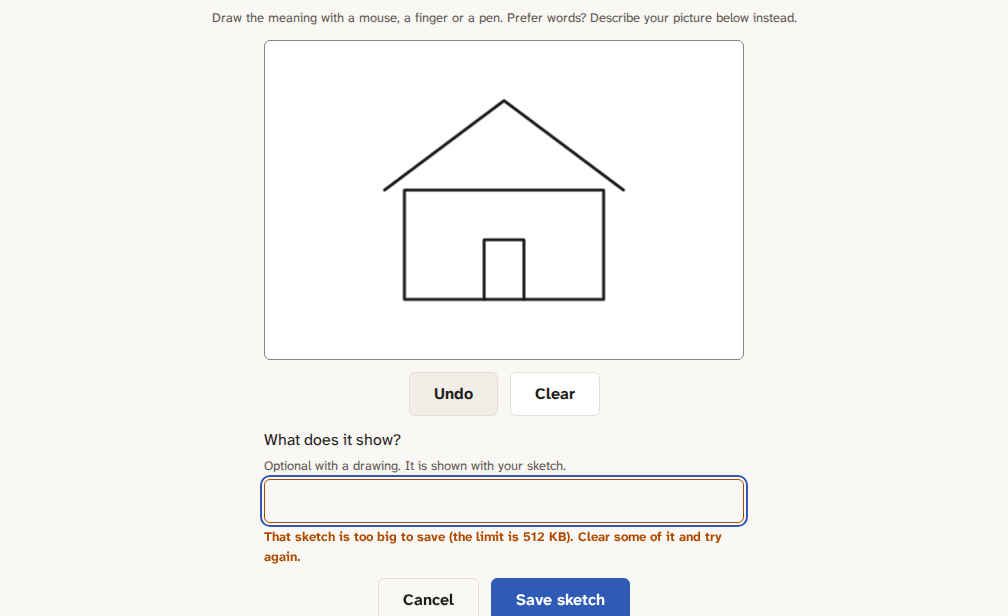 Draw the meaning with a mouse, a finger or a pen. Prefer words? Describe your picture below instead.
Undo
Clear
What does it show?
Optional with a drawing. It is shown with your sketch.
That sketch is too big to save (the limit is 512 KB). Clear some of it and try
again.
Cancel
Save sketch